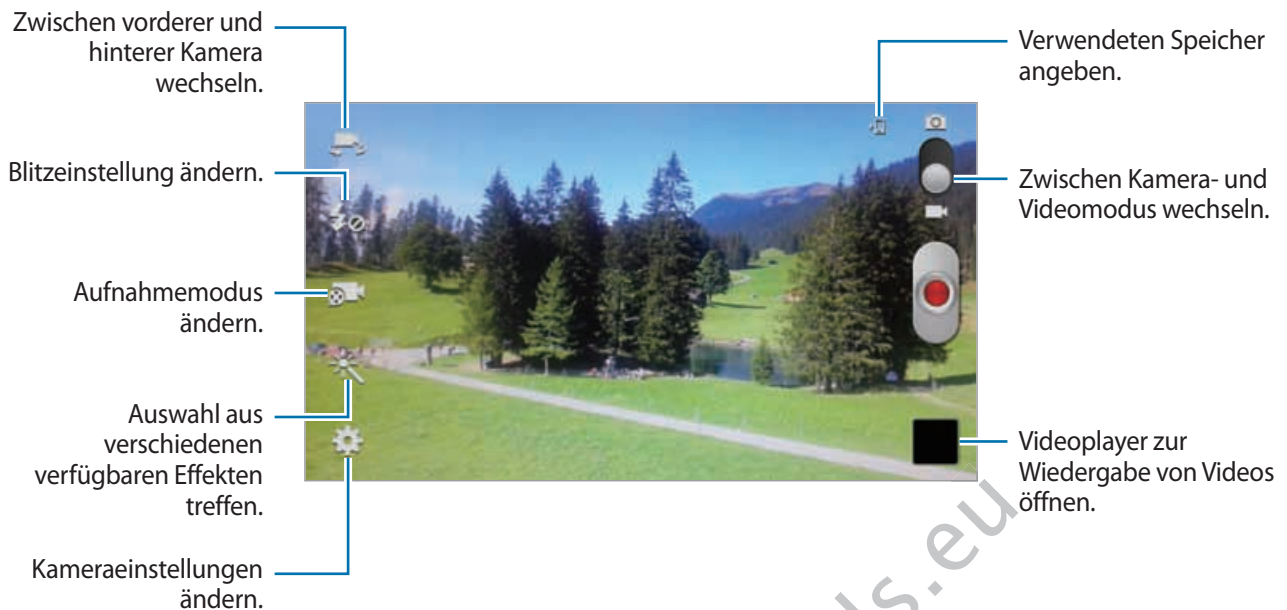 Zwischen vorderer und
hinterer Kamera
wechseln.
Blitzeinstellung ändern.
Aufnahmemodus
ändern.
Auswahl aus
verschiedenen
verfügbaren Effekten
treffen.
Kameraeinstellungen
ändern.
Verwendeten Speicher
angeben.
Zwischen Kamera- und
Videomodus wechseln.
Videoplayer zur
Wiedergabe von Videos
öffnen.